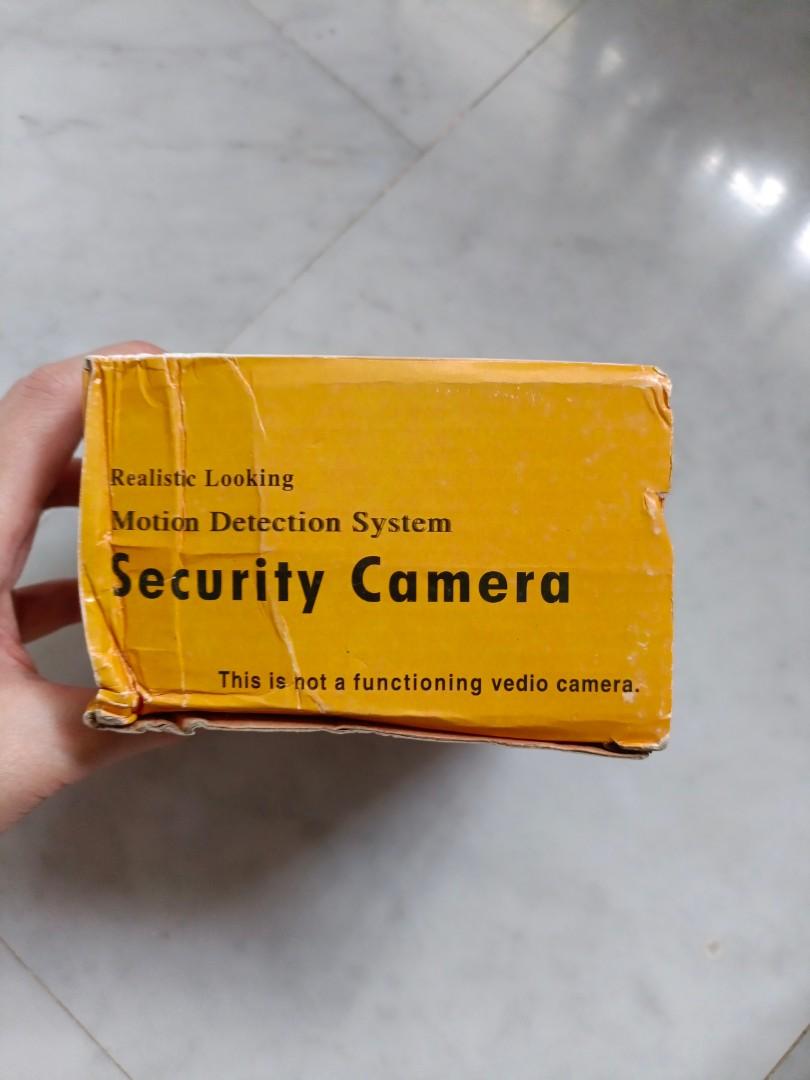 Realistic Looking
Motion Detection System
Security Camera
This is not a functioning vedio camera.